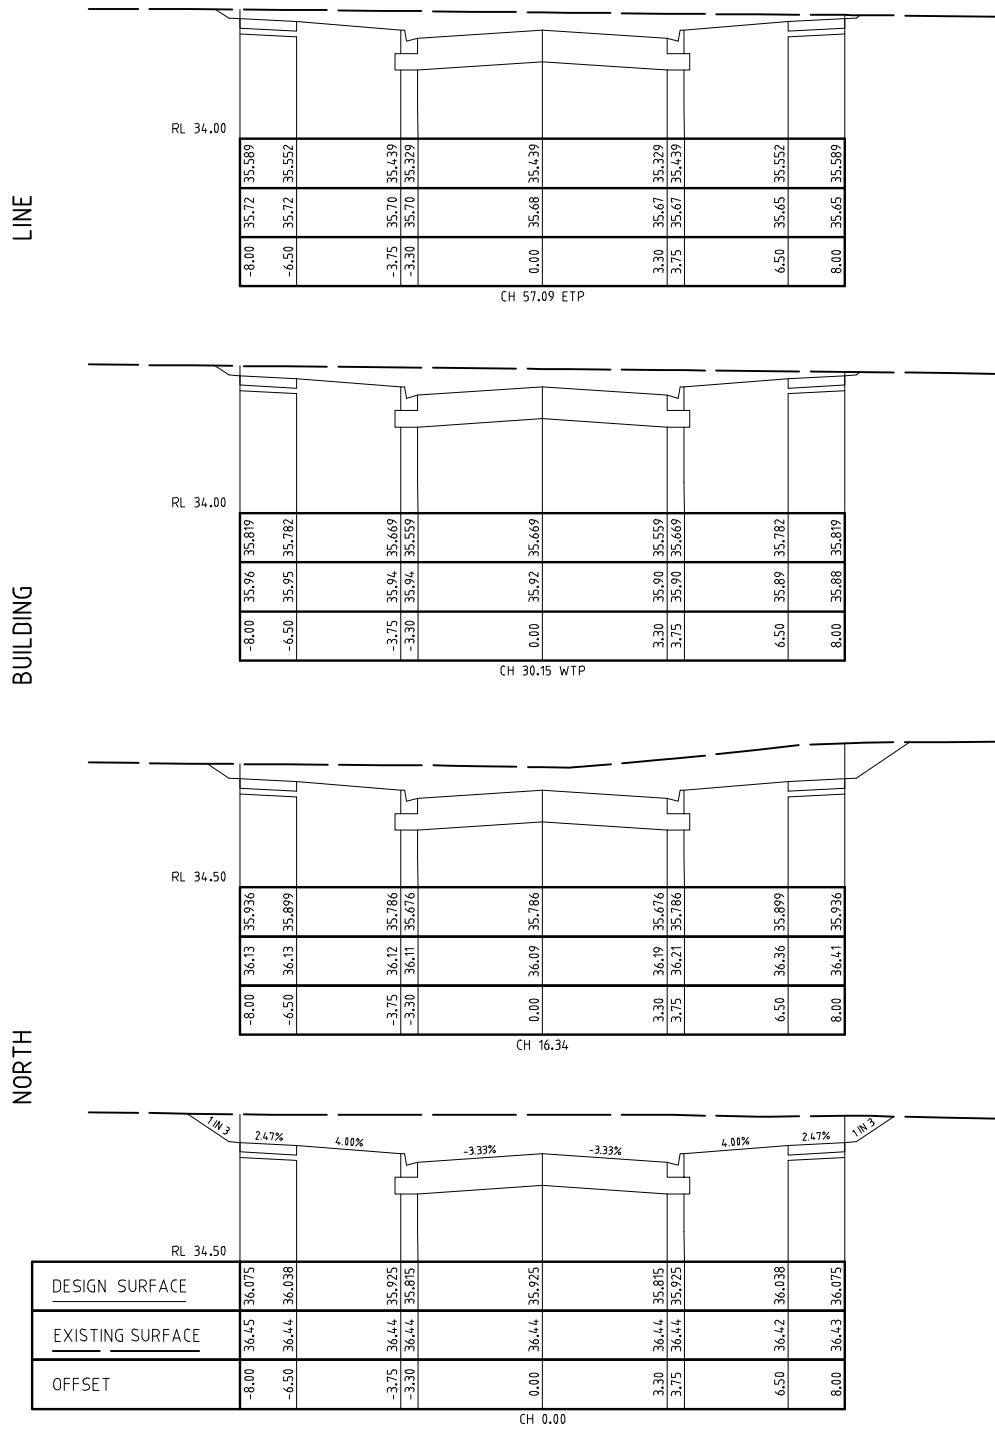 LINE
RL 34.00
35.589 35.552 35.439 35.329 35.439 35.329 35.439 35.552 35.589
35.72 35.72 35.70 35.70 35.68 35.67 35.67 35.65 35.65
-8.00 -6.50 -3.75 -3.30 0.00 3.30 3.75 6.50 8.00
CH 57.09 ETP
BUILDING
RL 34.00
35.819 35.782 35.669 35.559 35.669 35.559 35.669 35.782 35.819
35.96 35.95 35.94 35.94 35.92 35.90 35.90 35.89 35.88
-8.00 -6.50 -3.75 -3.30 0.00 3.30 3.75 6.50 8.00
CH 30.15 WTP
NORTH
RL 34.50
35.936 35.899 35.786 35.676 35.786 35.676 35.786 35.899 35.936
36.13 36.13 36.12 36.11 36.09 36.19 36.21 36.36 36.41
-8.00 -6.50 -3.75 -3.30 0.00 3.30 3.75 6.50 8.00
CH 16.34
1 IN 3 2.47% 4.00% -3.33% -3.33% 4.00% 2.47% 1 IN 3
RL 34.50
DESIGN SURFACE 36.075 36.038 35.925 35.815 35.925 35.815 35.925 36.038 36.075
EXISTING SURFACE 36.45 36.44 36.44 36.44 36.44 36.44 36.44 36.42 36.43
OFFSET -8.00 -6.50 -3.75 -3.30 0.00 3.30 3.75 6.50 8.00
CH 0.00